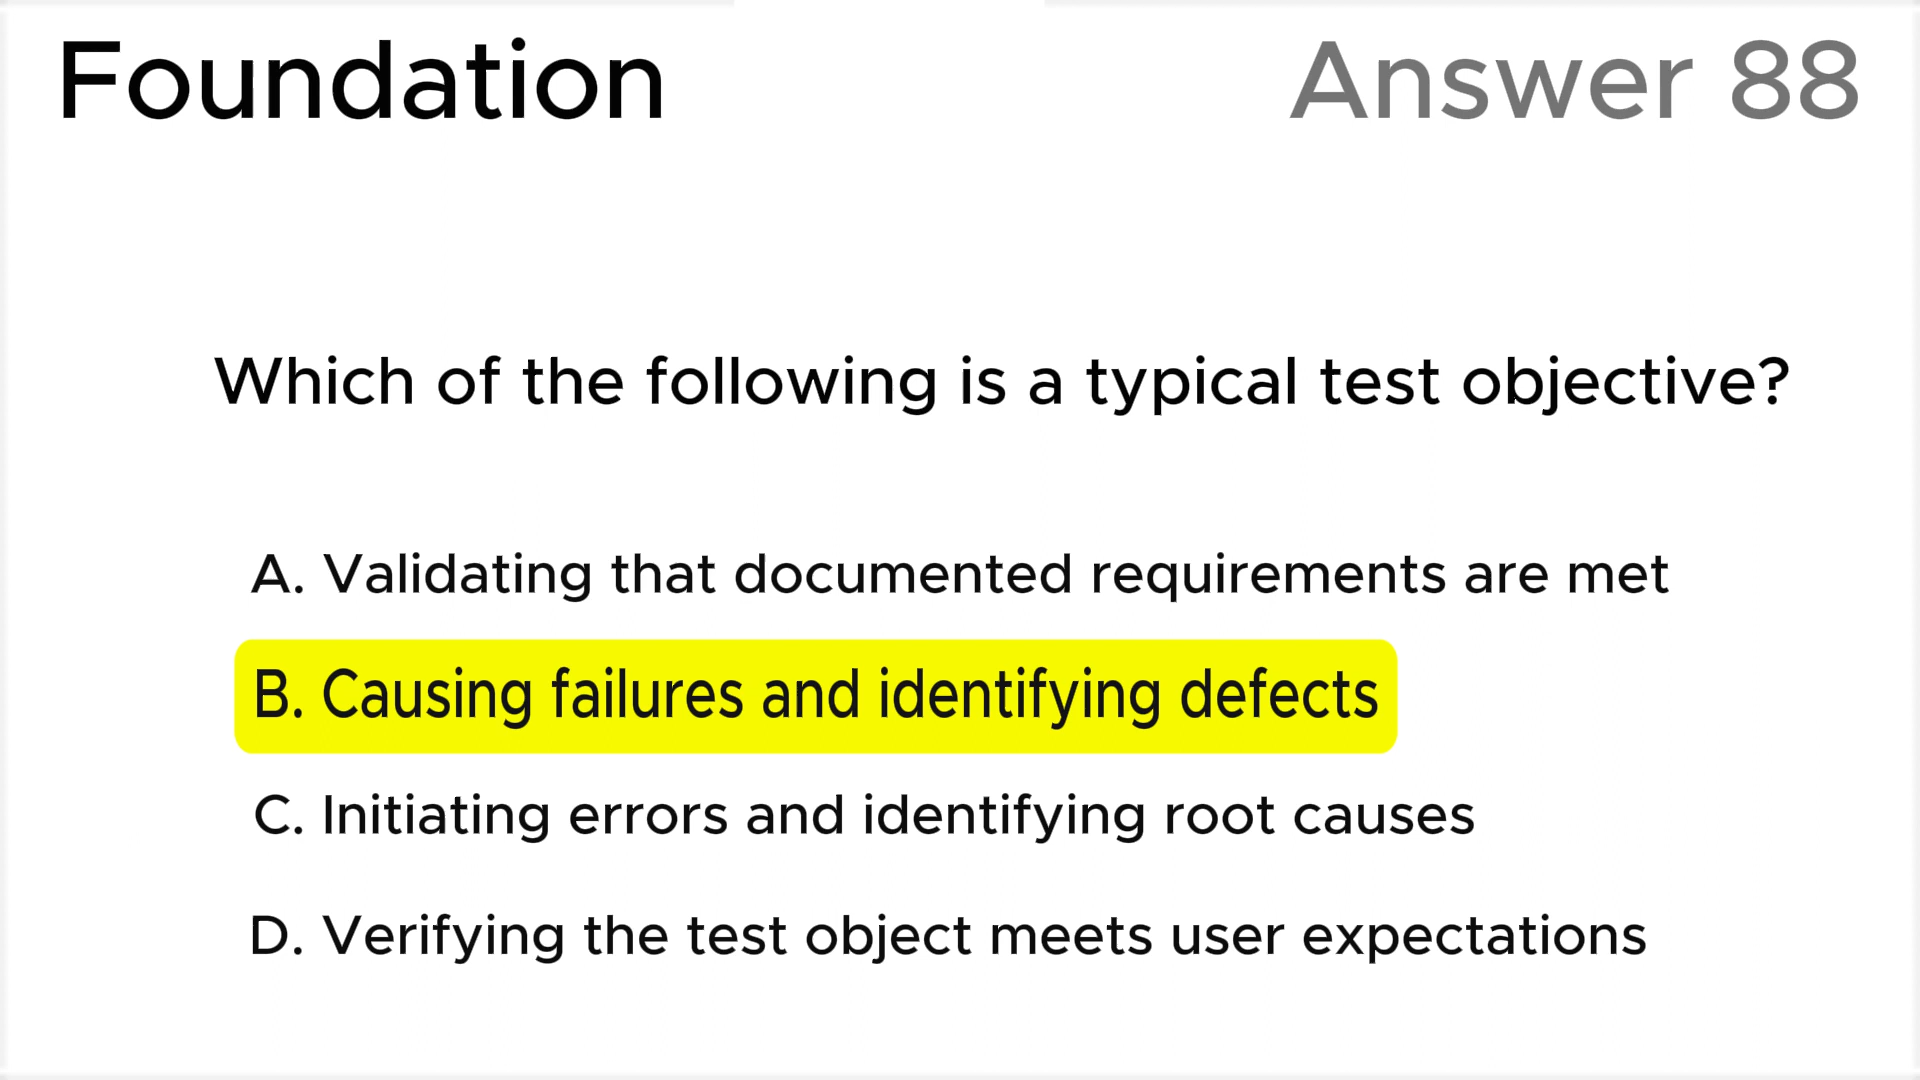 Foundation
Answer 88
Which of the following is a typical test objective?
A. Validating that documented requirements are met
B. Causing failures and identifying defects
C. Initiating errors and identifying root causes
D. Verifying the test object meets user expectations